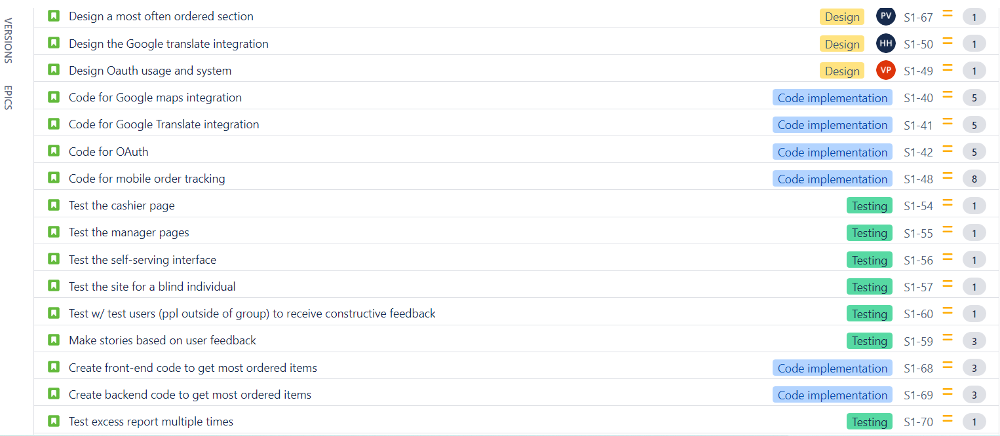 VERSIONS
EPICS
Design a most often ordered section Design PV S1-67 1
Design the Google translate integration Design HH S1-50 1
Design Oauth usage and system Design VP S1-49 1
Code for Google maps integration Code implementation S1-40 5
Code for Google Translate integration Code implementation S1-41 5
Code for OAuth Code implementation S1-42 5
Code for mobile order tracking Code implementation S1-48 8
Test the cashier page Testing S1-54 1
Test the manager pages Testing S1-55 1
Test the self-serving interface Testing S1-56 1
Test the site for a blind individual Testing S1-57 1
Test w/ test users (ppl outside of group) to receive constructive feedback Testing S1-60 1
Make stories based on user feedback Testing S1-59 3
Create front-end code to get most ordered items Code implementation S1-68 3
Create backend code to get most ordered items Code implementation S1-69 3
Test excess report multiple times Testing S1-70 1